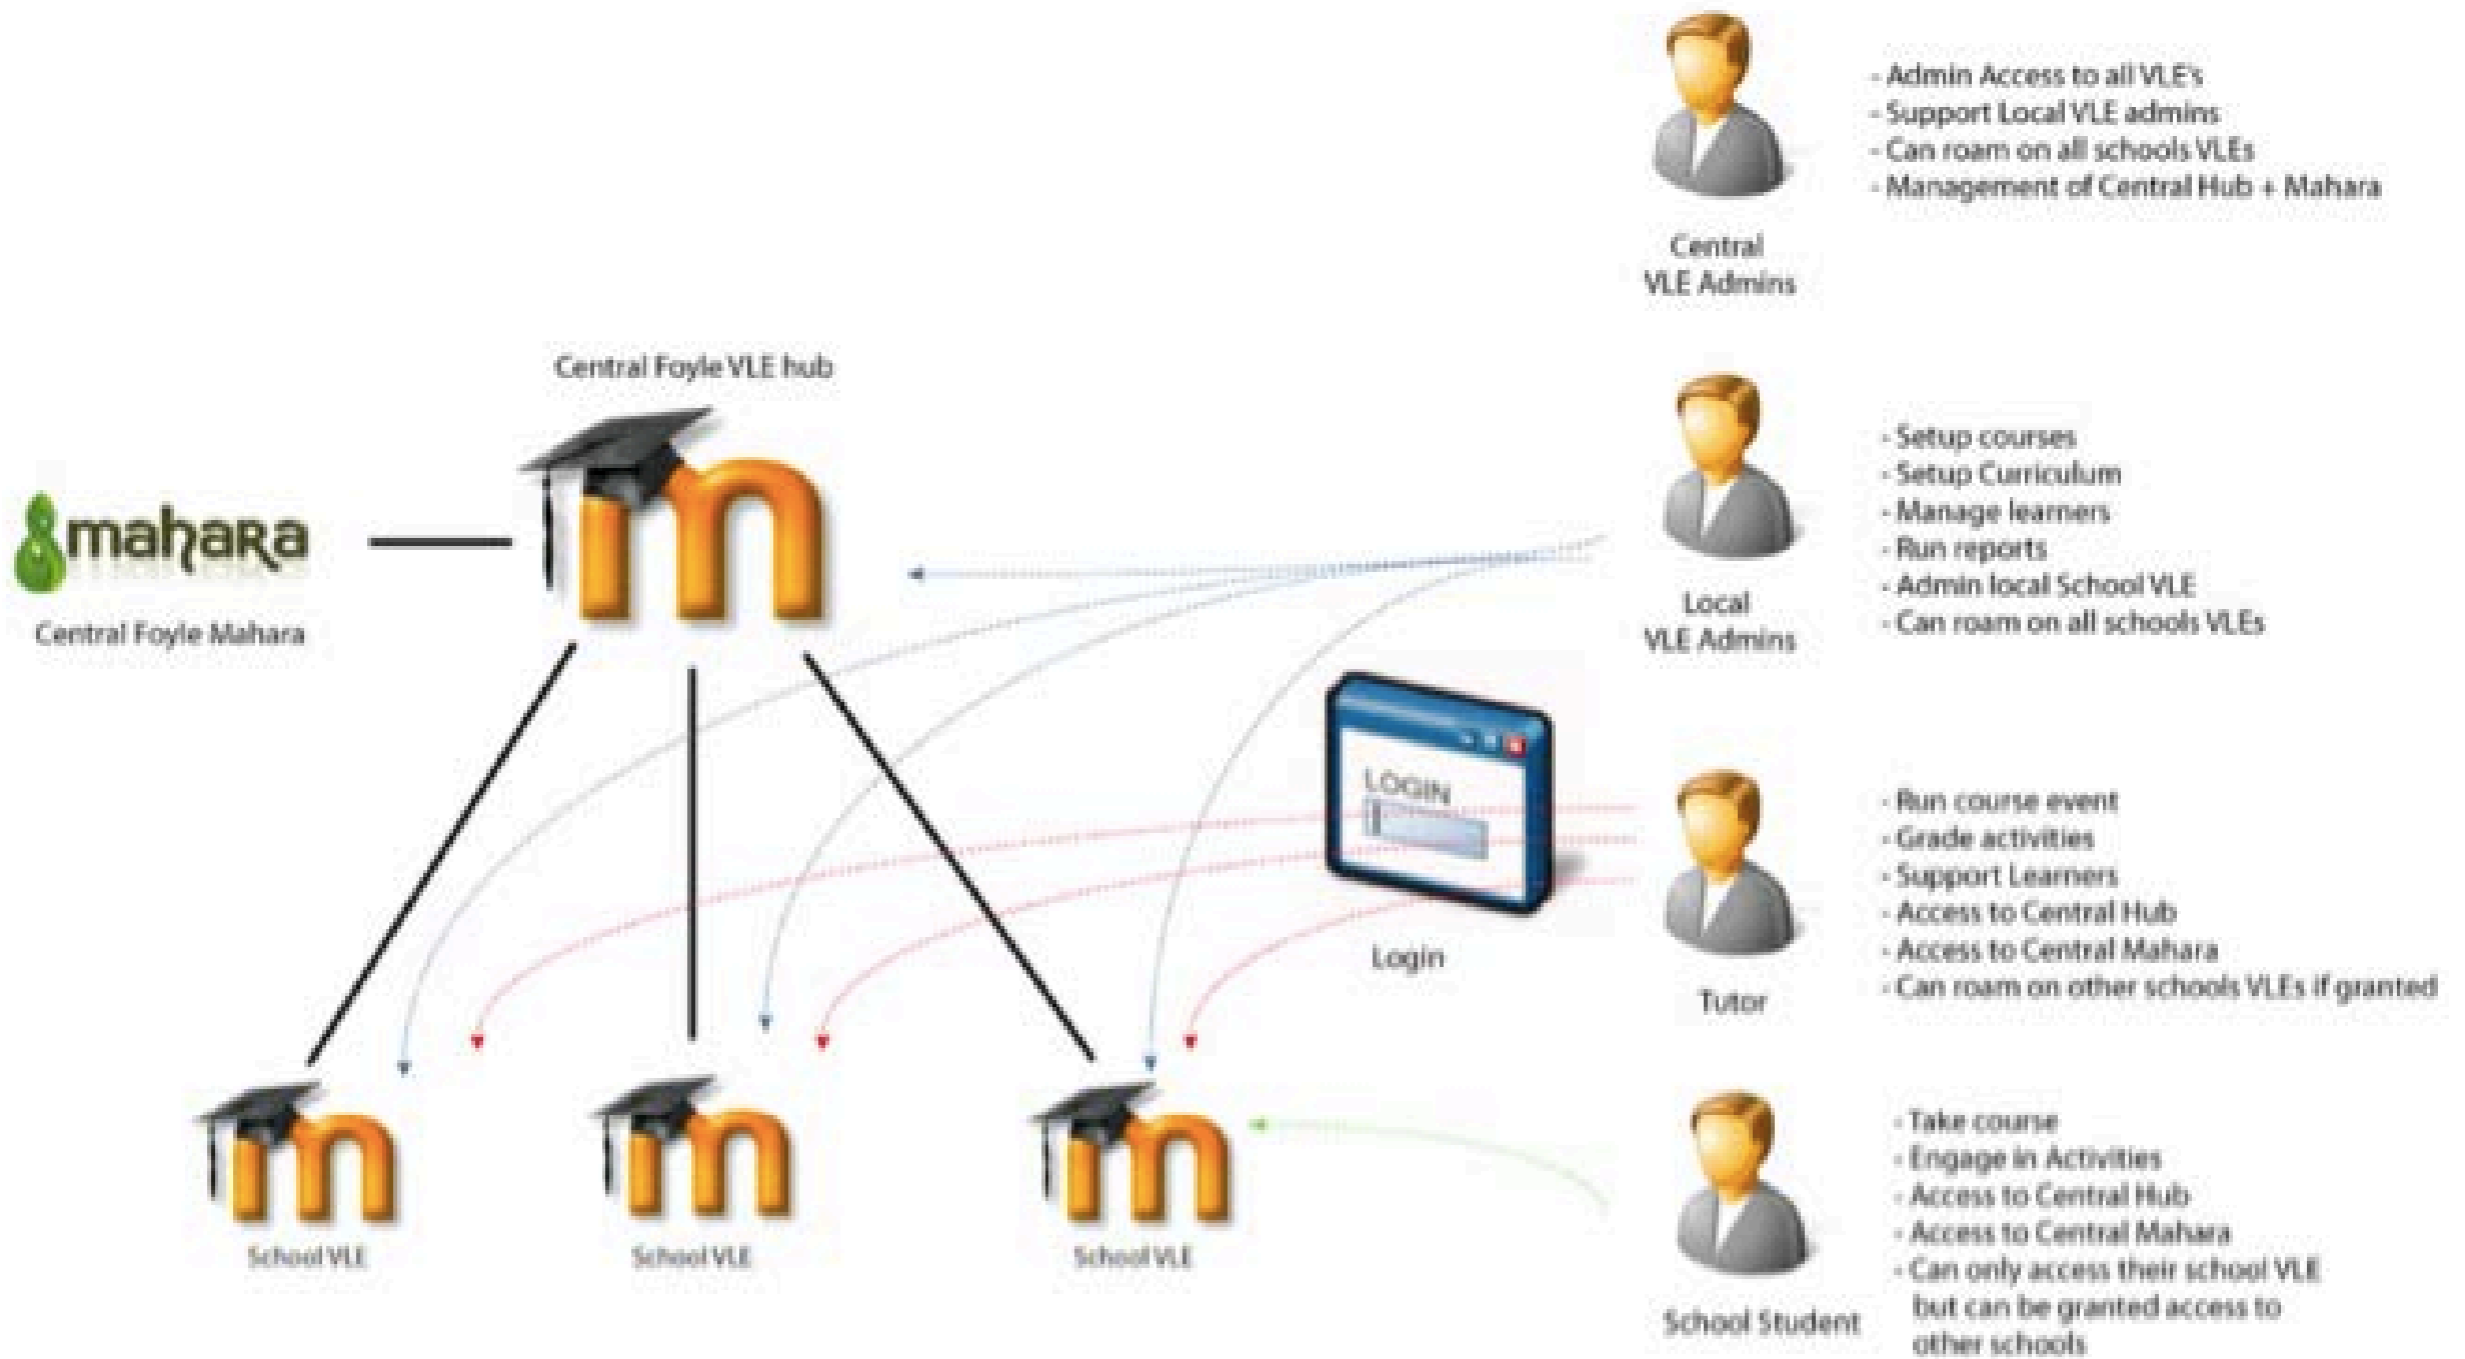 - Admin Access to all VLE's
- Support Local VLE admins
- Can roam on all schools VLEs
- Management of Central Hub + Mahara
Central
VLE Admins
Central Foyle VLE hub
mahara
Central Foyle Mahara
- Setup courses
- Setup Curriculum
- Manage learners
- Run reports
- Admin local School VLE
- Can roam on all schools VLEs
Local
VLE Admins
LOGIN
Login
- Run course event
- Grade activities
- Support Learners
- Access to Central Hub
- Access to Central Mahara
- Can roam on other schools VLEs if granted
Tutor
School VLE
School VLE
School VLE
- Take course
- Engage in Activities
- Access to Central Hub
- Access to Central Mahara
- Can only access their school VLE
but can be granted access to
other schools
School Student